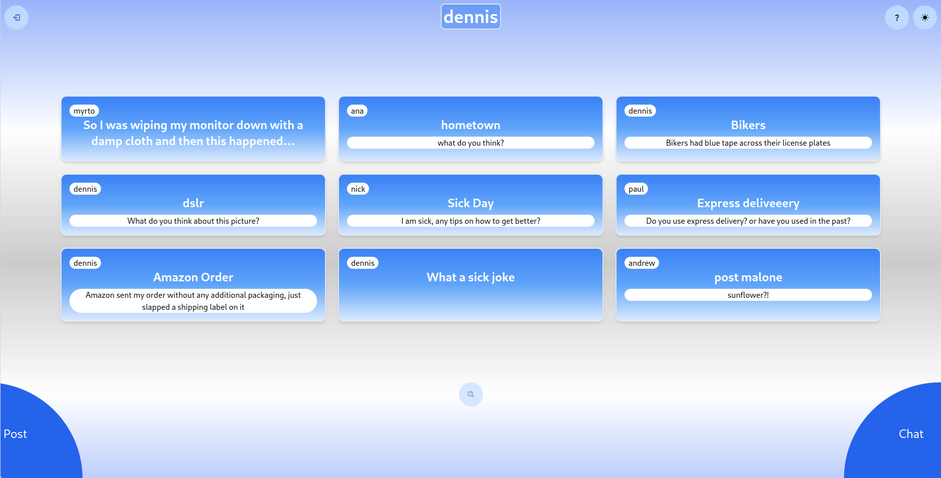 dennis
?
myrto
So I was wiping my monitor down with a
damp cloth and then this happened...
ana
hometown
what do you think?
dennis
Bikers
Bikers had blue tape across their license plates
dennis
dslr
What do you think about this picture?
nick
Sick Day
I am sick, any tips on how to get better?
paul
Express deliveeery
Do you use express delivery? or have you used in the past?
dennis
Amazon Order
Amazon sent my order without any additional packaging, just
slapped a shipping label on it
dennis
What a sick joke
andrew
post malone
sunflower?!
Post
Chat